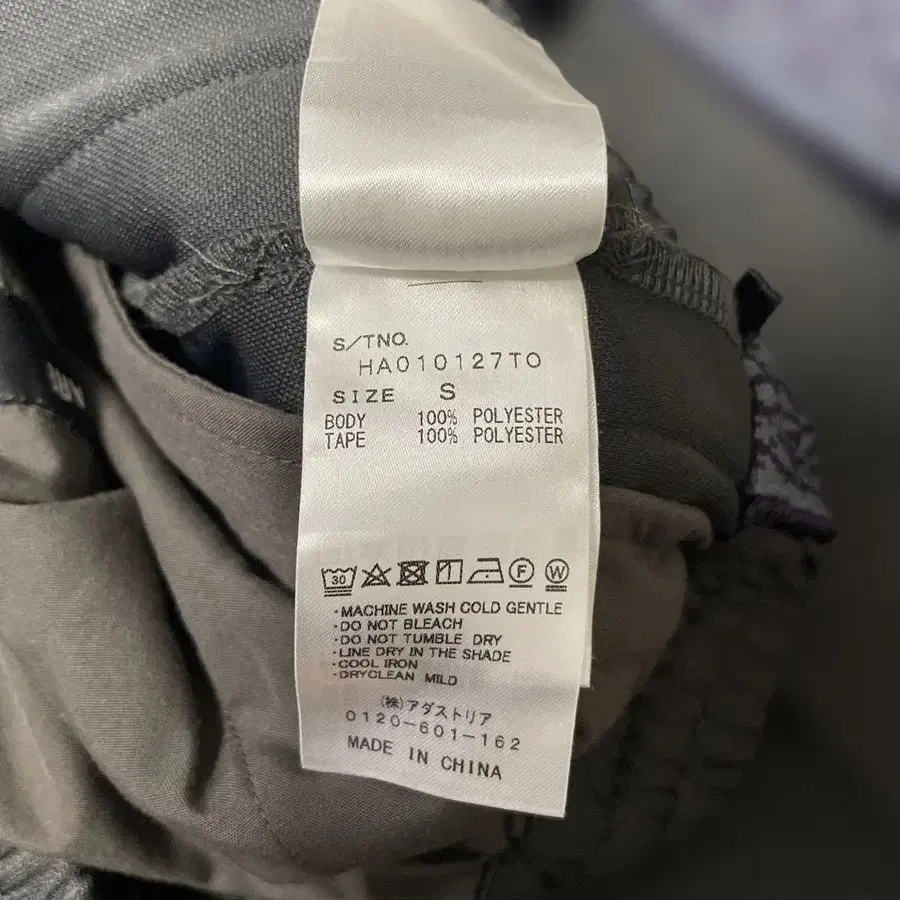 S/TNO.
HA010127TO
SIZE S
BODY 100% POLYESTER
TAPE 100% POLYESTER
30 F W
・MACHINE WASH COLD GENTLE
・DO NOT BLEACH
・DO NOT TUMBLE DRY
・LINE DRY IN THE SHADE
・COOL IRON
・DRYCLEAN MILD
(株)アダストリア
0120-601-162
MADE IN CHINA